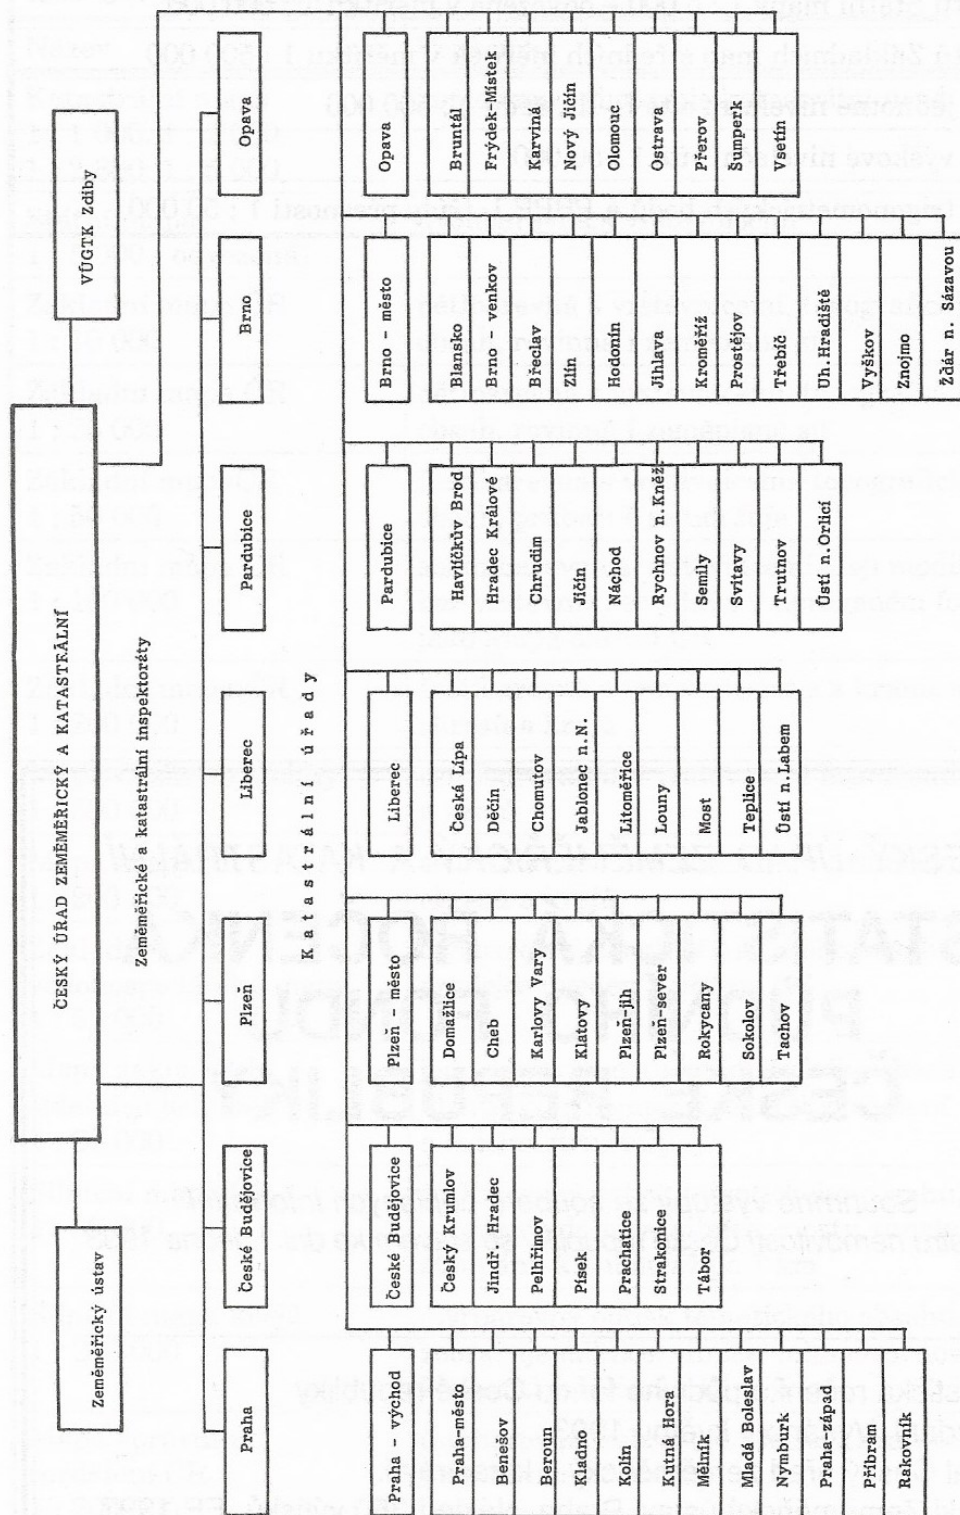 ČESKÝ ÚŘAD ZEMĚMĚŘICKÝ A KATASTRÁLNÍ
Zeměměřický ústav
VÚGTK Zdiby
Zeměměřické a katastrální inspektoráty
Praha
České Budějovice
Plzeň
Liberec
Pardubice
Brno
Opava
Katastrální úřady
Praha - východ
Praha-město
Benešov
Beroun
Kladno
Kolín
Kutná Hora
Mělník
Mladá Boleslav
Nymburk
Praha-západ
Příbram
Rakovník
České Budějovice
Český Krumlov
Jindř. Hradec
Pelhřimov
Písek
Prachatice
Strakonice
Tábor
Plzeň - město
Domažlice
Cheb
Karlovy Vary
Klatovy
Plzeň-jih
Plzeň-sever
Rokycany
Sokolov
Tachov
Liberec
Česká Lípa
Děčín
Chomutov
Jablonec n.N.
Litoměřice
Louny
Most
Teplice
Ústí n.Labem
Pardubice
Havlíčkův Brod
Hradec Králové
Chrudim
Jičín
Náchod
Rychnov n.Kněž.
Semily
Svitavy
Trutnov
Ústí n.Orlicí
Brno - město
Blansko
Brno - venkov
Břeclav
Zlín
Hodonín
Jihlava
Kroměříž
Prostějov
Třebíč
Uh.Hradiště
Vyškov
Znojmo
Ždár n. Sázavou
Opava
Bruntál
Frýdek-Místek
Karviná
Nový Jičín
Olomouc
Ostrava
Přerov
Šumperk
Vsetín